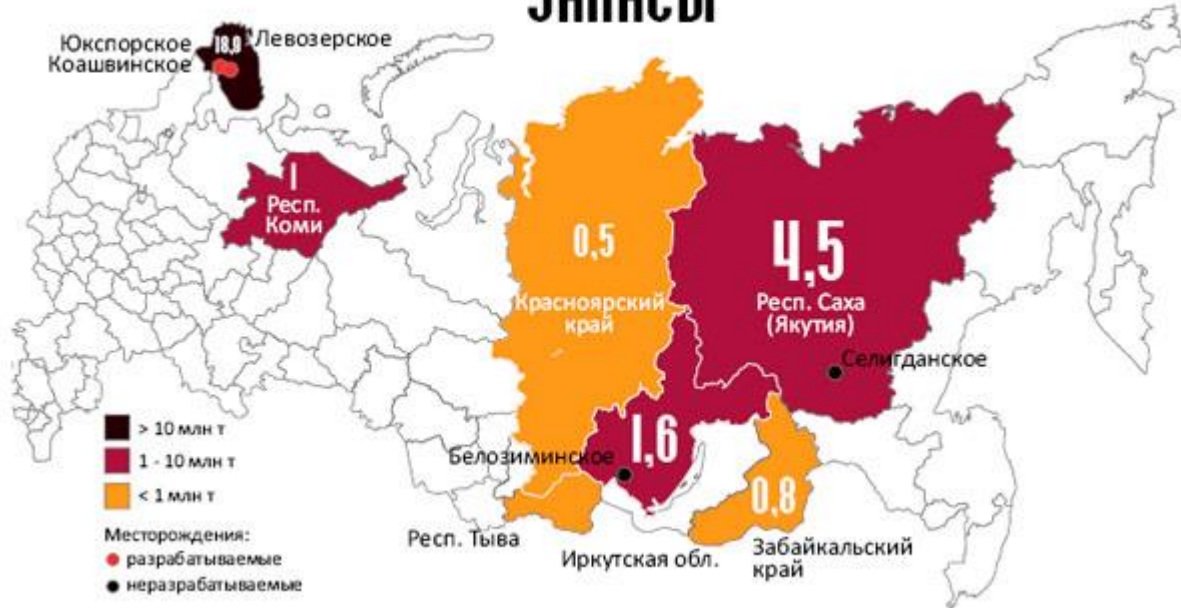 ЗАПАСЫ
Юкспорское
Коашвинское
18,9
Левозерское
1
Респ.
Коми
0,5
Красноярский
край
4,5
Респ. Саха
(Якутия)
Селигданское
Белозиминское
1,6
0,8
Респ. Тыва
Иркутская обл.
Забайкальский
край
> 10 млн т
1 - 10 млн т
< 1 млн т
Месторождения:
разрабатываемые
неразрабатываемые